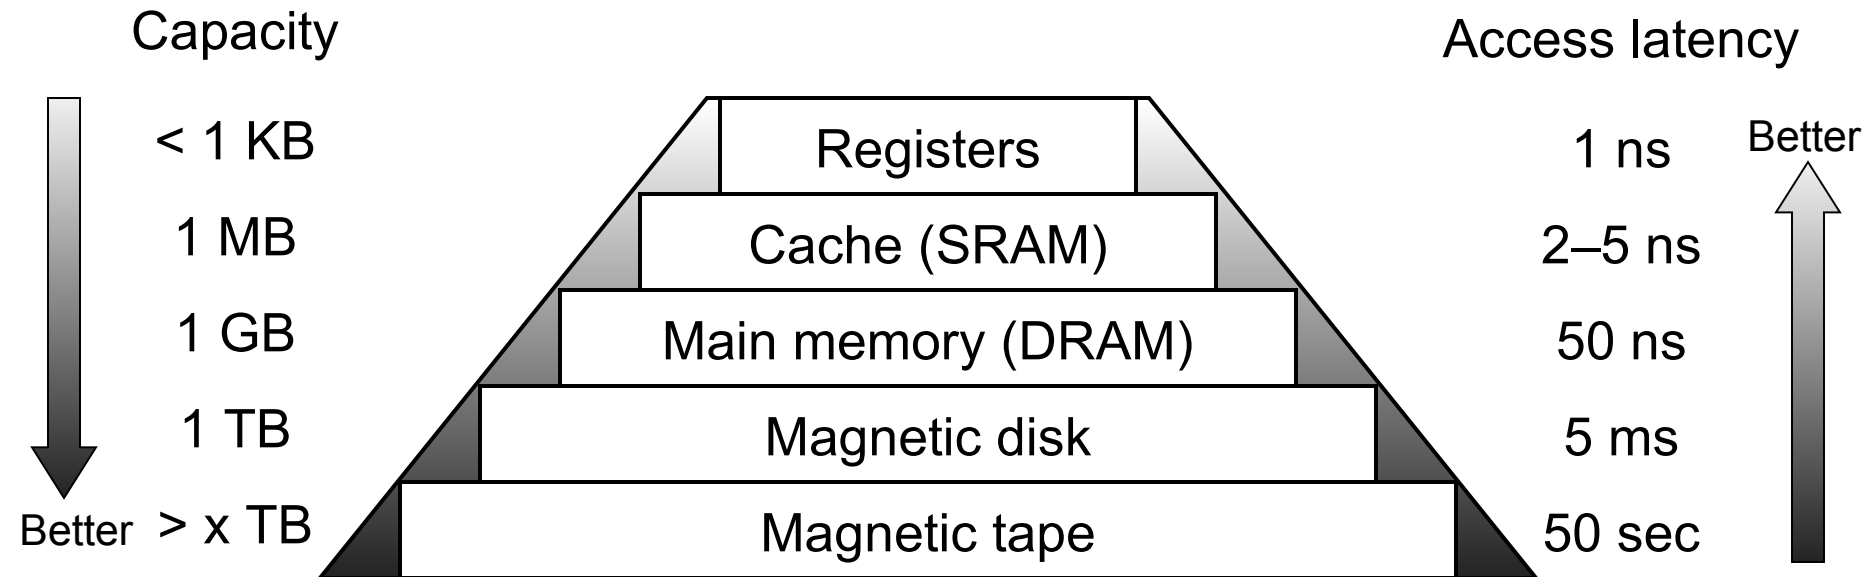 Capacity
Access latency
< 1 KB
Registers
1 ns
Better
1 MB
Cache (SRAM)
2–5 ns
1 GB
Main memory (DRAM)
50 ns
1 TB
Magnetic disk
5 ms
Better
> x TB
Magnetic tape
50 sec